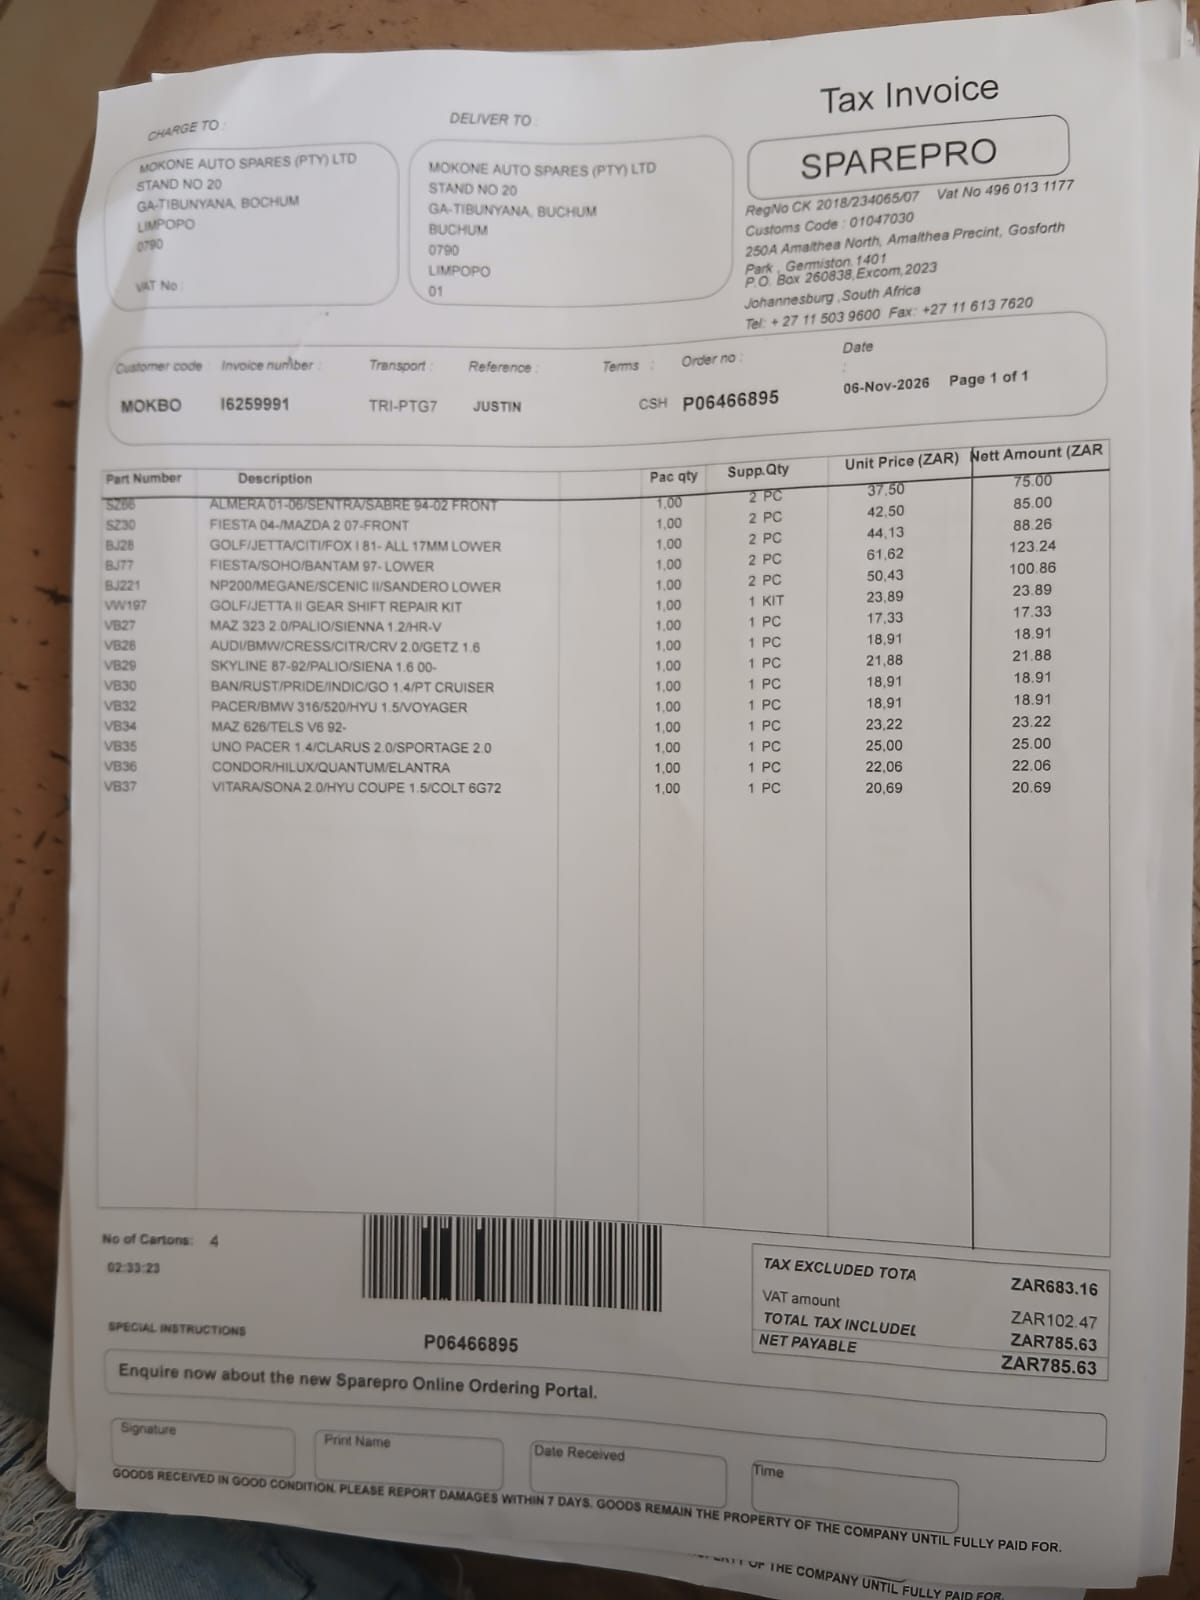 Tax Invoice
CHARGE TO :
MOKONE AUTO SPARES (PTY) LTD
STAND NO 20
GA-TIBUNYANA, BOCHUM
LIMPOPO
0790
VAT No :
DELIVER TO :
MOKONE AUTO SPARES (PTY) LTD
STAND NO 20
GA-TIBUNYANA, BUCHUM
BUCHUM
0790
LIMPOPO
01
SPAREPRO
RegNo CK 2018/234065/07 Vat No 496 013 1177
Customs Code : 01047030
250A Amalthea North, Amalthea Precint, Gosforth
Park , Germiston.1401
P.O. Box 260838,Excom,2023
Johannesburg ,South Africa
Tel: + 27 11 503 9600 Fax: +27 11 613 7620
Customer code : Invoice number : Transport : Reference : Terms : Order no : Date :
MOKBO I6259991 TRI-PTG7 JUSTIN CSH P06466895 06-Nov-2026 Page 1 of 1
Part Number Description Pac qty Supp.Qty Unit Price (ZAR) Nett Amount (ZAR
SZ66 ALMERA 01-06/SENTRA/SABRE 94-02 FRONT 1,00 2 PC 37,50 75.00
SZ30 FIESTA 04-/MAZDA 2 07-FRONT 1,00 2 PC 42,50 85.00
BJ28 GOLF/JETTA/CITI/FOX I 81- ALL 17MM LOWER 1,00 2 PC 44,13 88.26
BJ77 FIESTA/SOHO/BANTAM 97- LOWER 1,00 2 PC 61,62 123.24
BJ221 NP200/MEGANE/SCENIC II/SANDERO LOWER 1,00 2 PC 50,43 100.86
VW197 GOLF/JETTA II GEAR SHIFT REPAIR KIT 1,00 1 KIT 23,89 23.89
VB27 MAZ 323 2.0/PALIO/SIENNA 1.2/HR-V 1,00 1 PC 17,33 17.33
VB28 AUDI/BMW/CRESS/CITR/CRV 2.0/GETZ 1.6 1,00 1 PC 18,91 18.91
VB29 SKYLINE 87-92/PALIO/SIENA 1.6 00- 1,00 1 PC 21,88 21.88
VB30 BAN/RUST/PRIDE/INDIC/GO 1.4/PT CRUISER 1,00 1 PC 18,91 18.91
VB32 PACER/BMW 316/520/HYU 1.5/VOYAGER 1,00 1 PC 18,91 18.91
VB34 MAZ 626/TELS V6 92- 1,00 1 PC 23,22 23.22
VB35 UNO PACER 1.4/CLARUS 2.0/SPORTAGE 2.0 1,00 1 PC 25,00 25.00
VB36 CONDOR/HILUX/QUANTUM/ELANTRA 1,00 1 PC 22,06 22.06
VB37 VITARA/SONA 2.0/HYU COUPE 1.5/COLT 6G72 1,00 1 PC 20,69 20.69
No of Cartons: 4
02:33:23
TAX EXCLUDED TOTA ZAR683.16
VAT amount ZAR102.47
TOTAL TAX INCLUDEL ZAR785.63
NET PAYABLE ZAR785.63
SPECIAL INSTRUCTIONS
P06466895
Enquire now about the new Sparepro Online Ordering Portal.
Signature
Print Name
Date Received
Time
GOODS RECEIVED IN GOOD CONDITION. PLEASE REPORT DAMAGES WITHIN 7 DAYS. GOODS REMAIN THE PROPERTY OF THE COMPANY UNTIL FULLY PAID FOR.
OF THE COMPANY UNTIL FULLY PAID FOR.